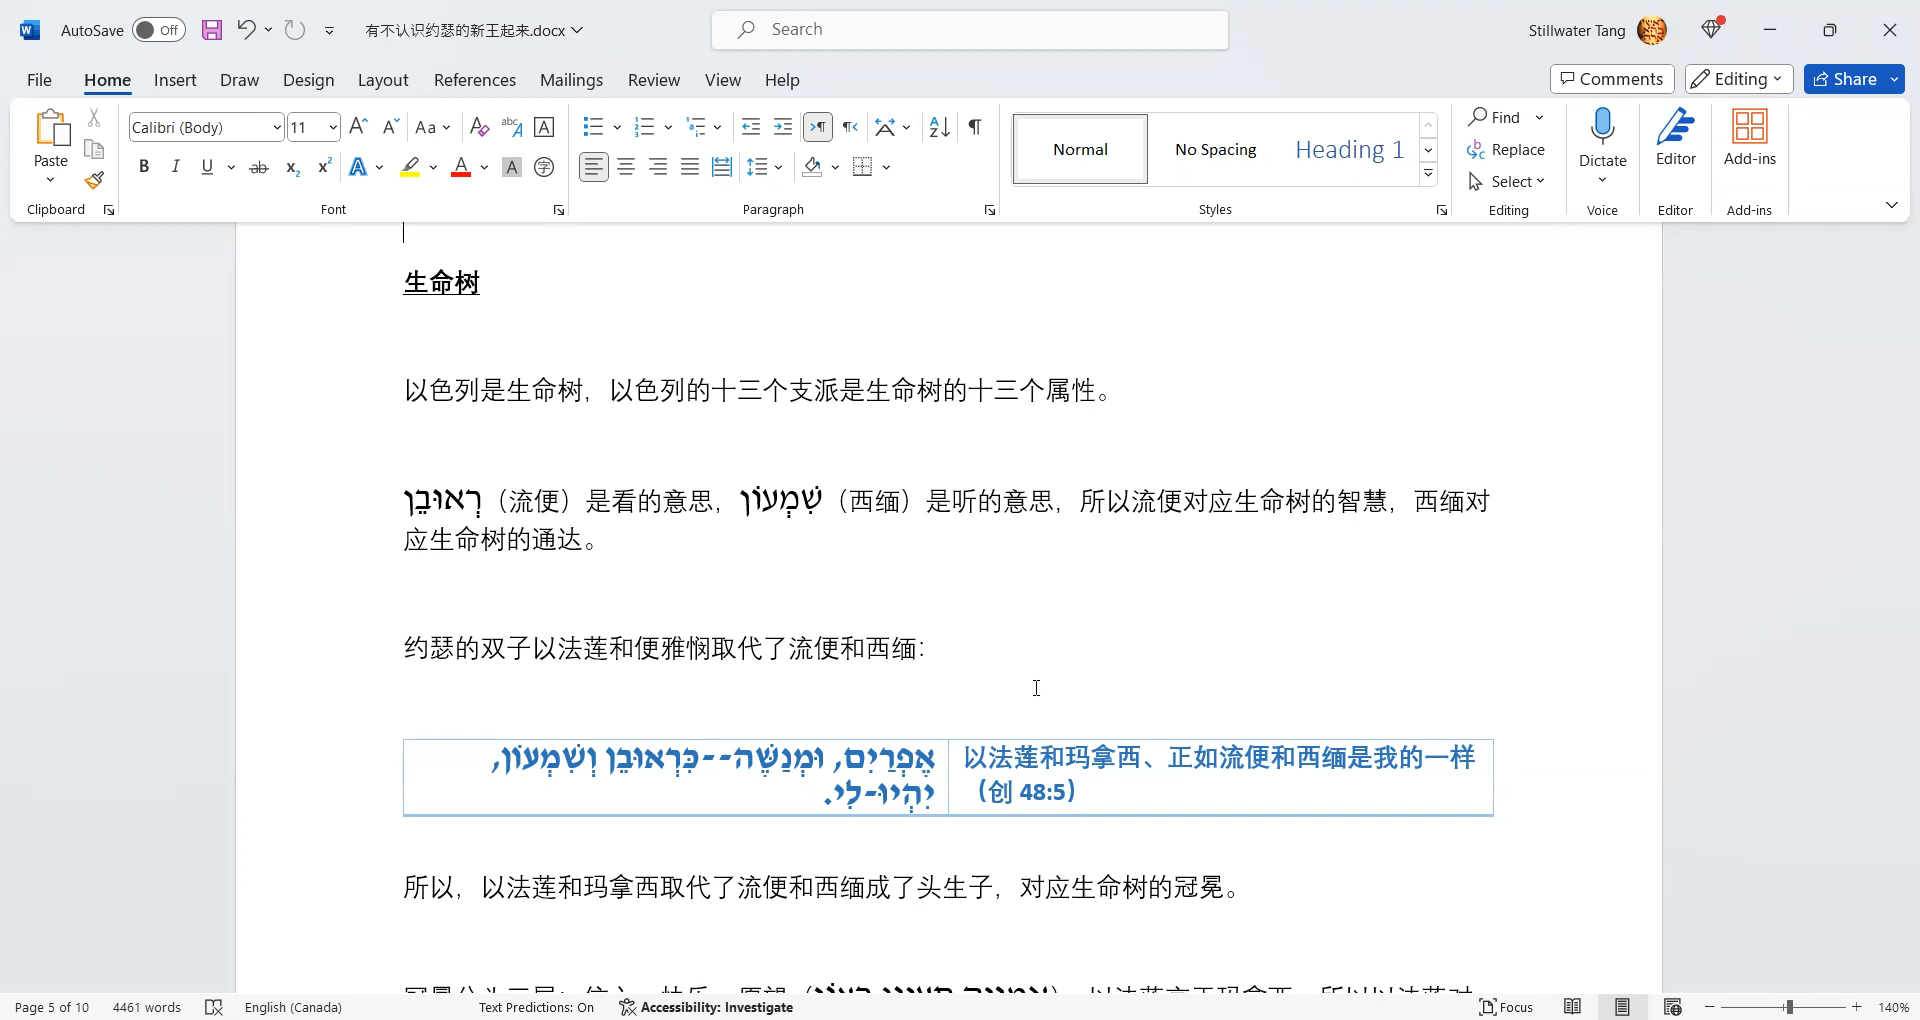 AutoSave Off 有不认识约瑟的新王起来.docx Search Stillwater Tang
File Home Insert Draw Design Layout References Mailings Review View Help Comments Editing Share
Calibri (Body) 11
Paste
Normal No Spacing Heading 1
Find
Replace
Select
Dictate Editor Add-ins
Clipboard Font Paragraph Styles Editing Voice Editor Add-ins
生命树
以色列是生命树，以色列的十三个支派是生命树的十三个属性。
רְאוּבֵן（流便）是看的意思，שִׁמְעוֹן（西缅）是听的意思，所以流便对应生命树的智慧，西缅对
应生命树的通达。
约瑟的双子以法莲和便雅悯取代了流便和西缅：
אֶפְרַיִם, וּמְנַשֶּׁה--כִּרְאוּבֵן וְשִׁמְעוֹן,
יִהְיוּ-לִי.
以法莲和玛拿西、正如流便和西缅是我的一样
（创 48:5）
所以，以法莲和玛拿西取代了流便和西缅成了头生子，对应生命树的冠冕。
Page 5 of 10 4461 words English (Canada) Text Predictions: On Accessibility: Investigate Focus 140%